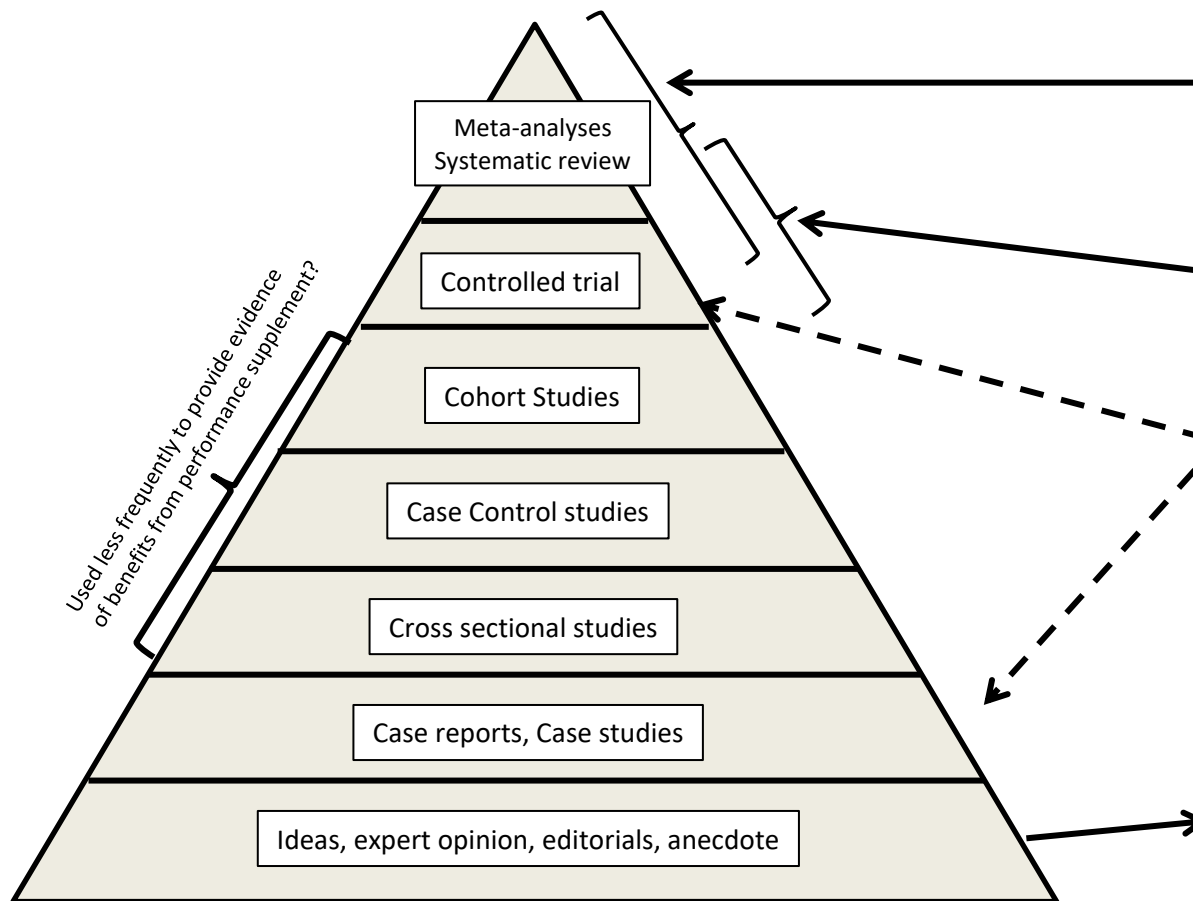 Meta-analyses
Systematic review
Controlled trial
Used less frequently to provide evidence
of benefits from performance supplement?
Cohort Studies
Case Control studies
Cross sectional studies
Case reports, Case studies
Ideas, expert opinion, editorials, anecdote